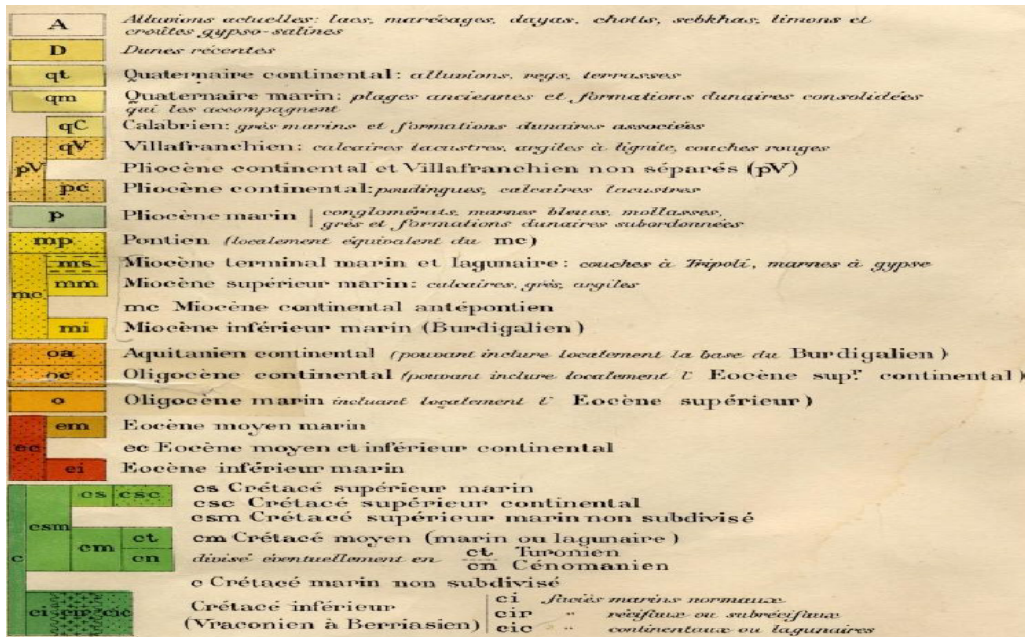 A Alluvions actuelles: lacs, marécages, dayas, chotts, sebkhas, limons et
croûtes gypso-salines
D Dunes récentes
qt Quaternaire continental: alluvions, regs, terrasses
qm Quaternaire marin: plages anciennes et formations dunaires consolidées
qui les accompagnent
qC Calabrien: grés marins et formations dunaires associées
qV Villafranchien: calcaires lacustres, argiles à lignite, couches rouges
pV Pliocène continental et Villafranchien non séparés (pV)
pc Pliocène continental: poudingues, calcaires lacustres
p Pliocène marin conglomérats, marnes bleues, mollasses,
grés et formations dunaires subordonnées
mp Pontien (localement équivalent du mc)
ms Miocène terminal marin et lagunaire: couches à Tripoli, marnes à gypse
mm Miocène supérieur marin: calcaires, grés, argiles
mc mc Miocène continental antépontien
mi Miocène inférieur marin (Burdigalien)
oa Aquitanien continental (pouvant inclure localement la base du Burdigalien)
oc Oligocène continental (pouvant inclure localement l' Eocène supr continental)
o Oligocène marin incluant localement l' Eocène supérieur)
em Eocène moyen marin
ec ec Eocène moyen et inférieur continental
ei Eocène inférieur marin
cs csc cs Crétacé supérieur marin
csc Crétacé supérieur continental
csm csm Crétacé supérieur marin non subdivisé
cm ct cm Crétacé moyen (marin ou lagunaire)
cn divisé éventuellement en ct Turonien
cn Cénomanien
c c Crétacé marin non subdivisé
ci cir cic Crétacé inférieur
(Vraconien à Berriasien)
ci faciés marins normaux
cir " récifaux ou subrécifaux
cic " continentaux ou lagunaires